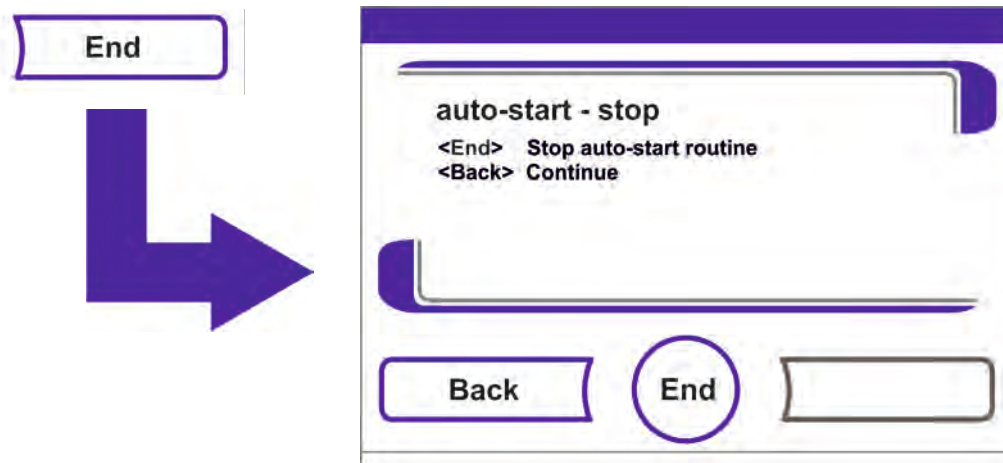 End
auto-start - stop
<End> Stop auto-start routine
<Back> Continue
Back End